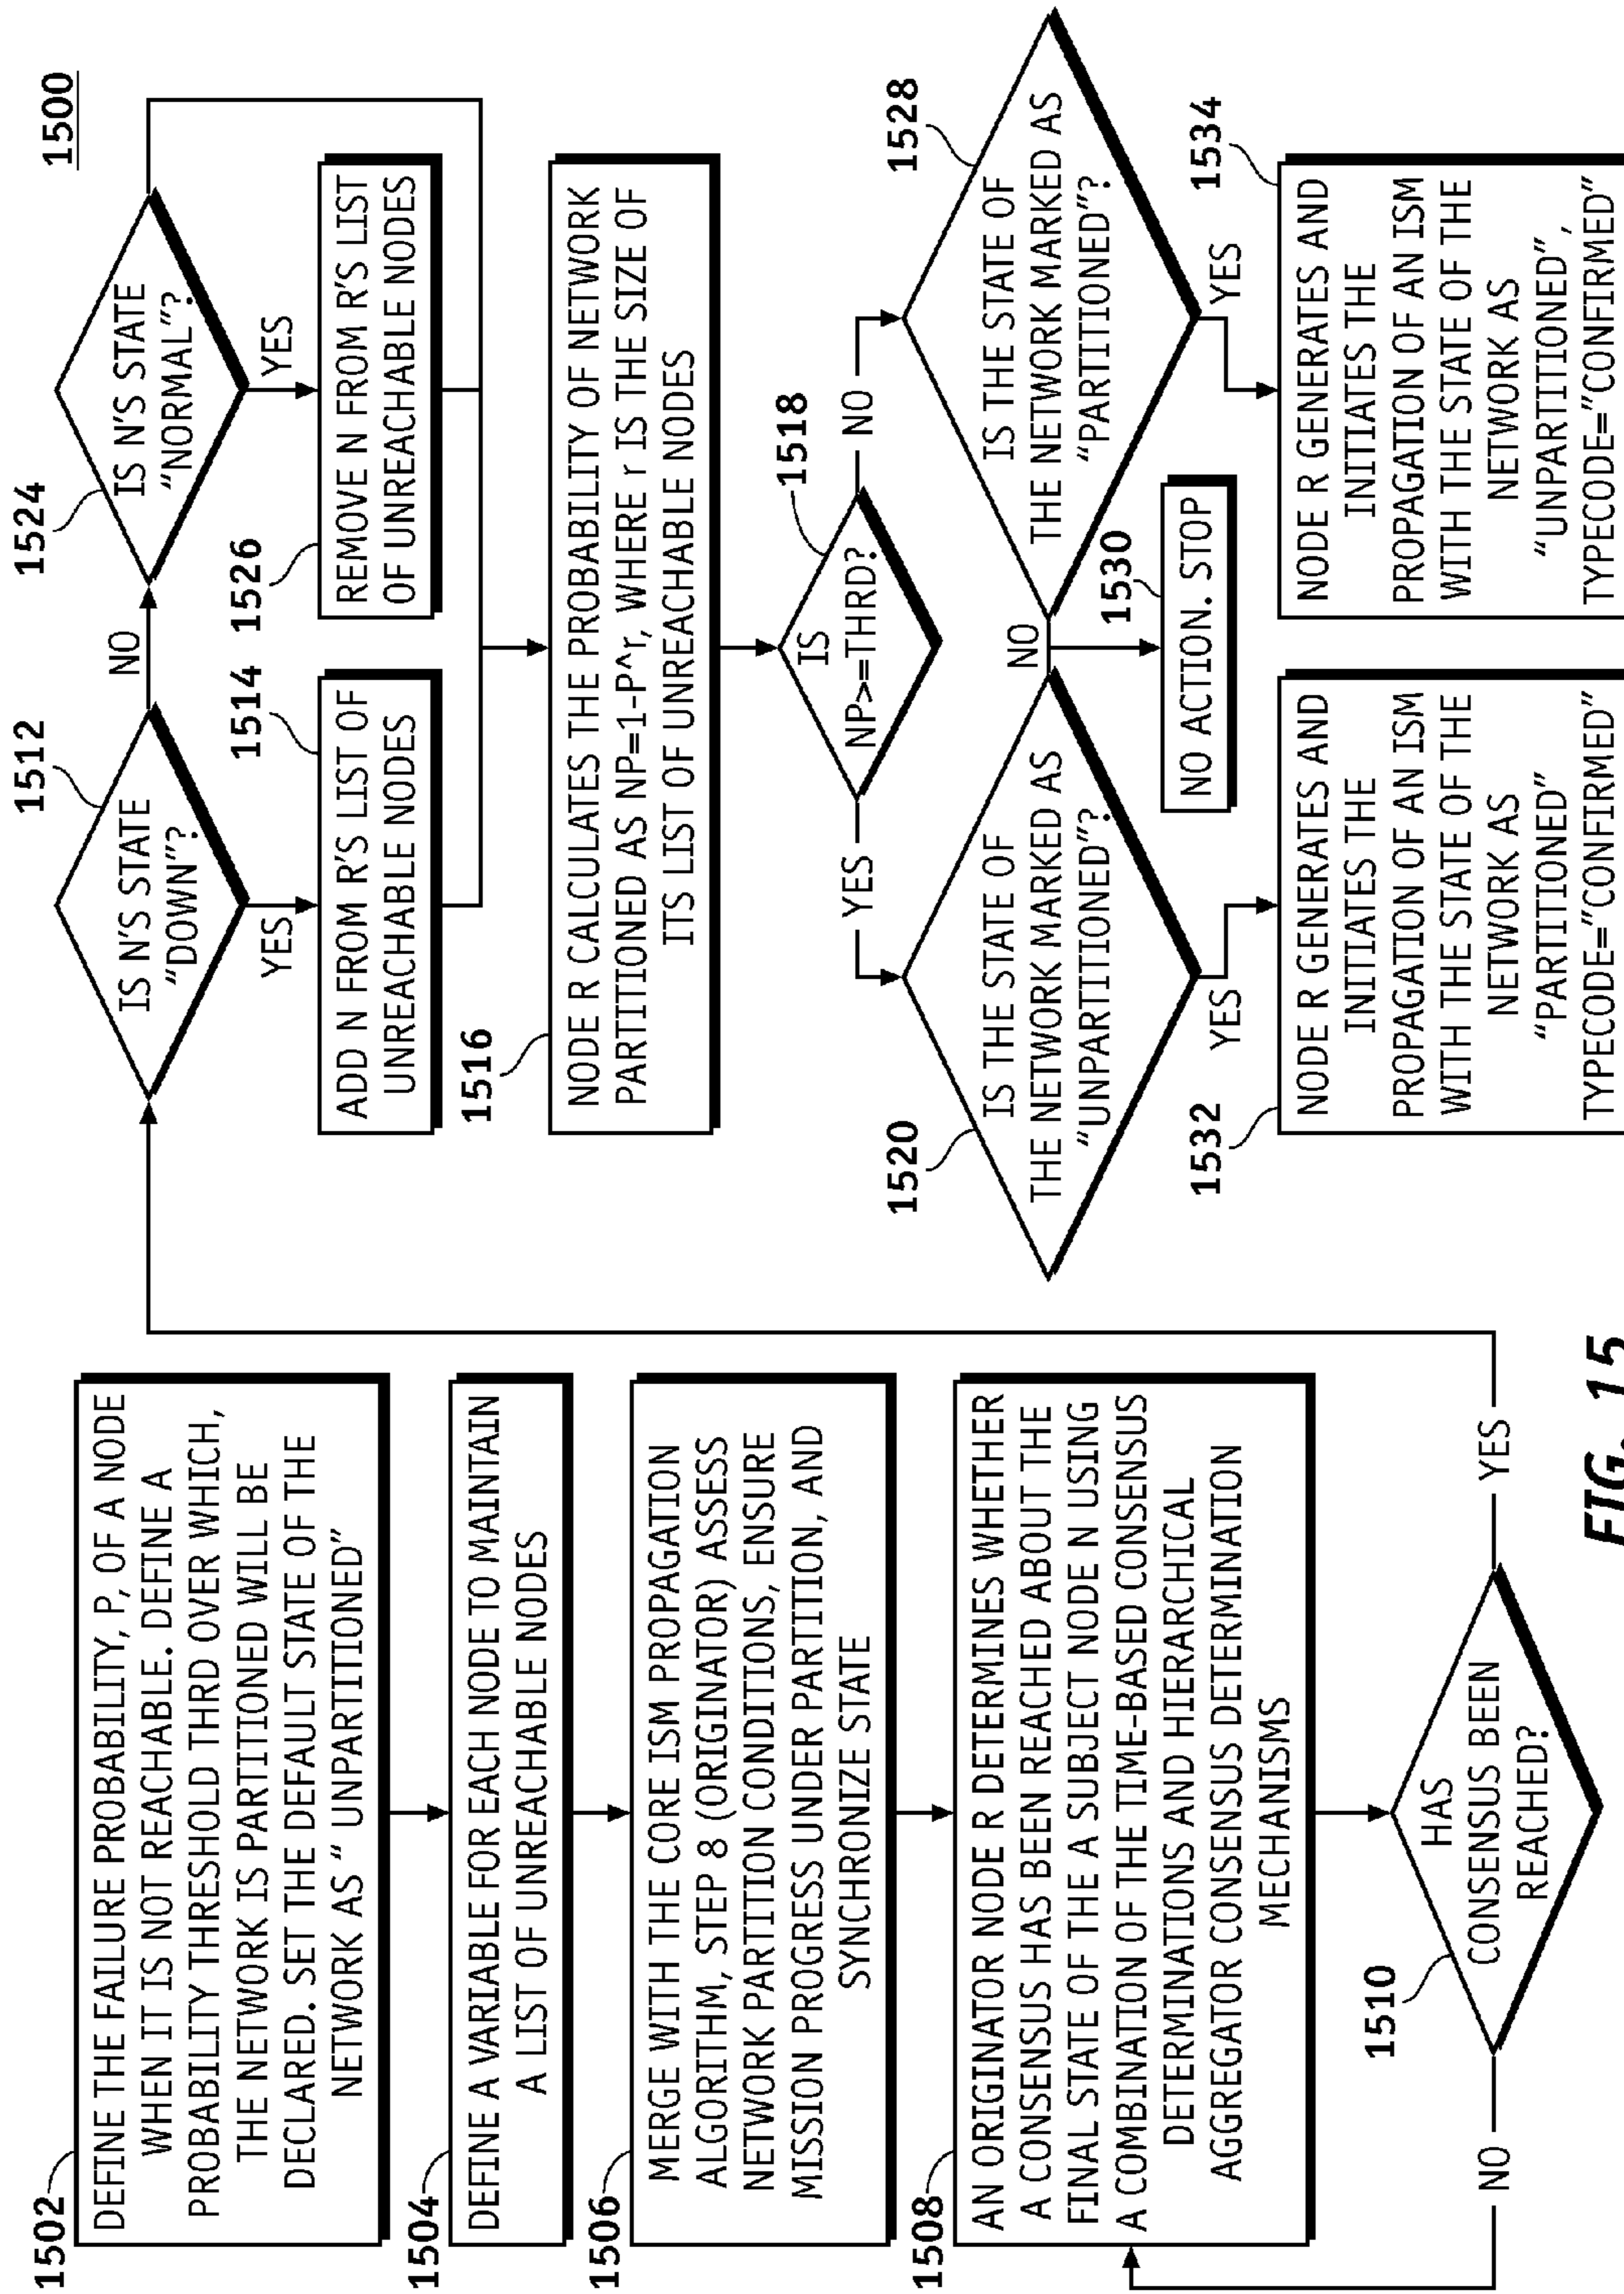 1500
1502
DEFINE THE FAILURE PROBABILITY, P, OF A NODE
WHEN IT IS NOT REACHABLE. DEFINE A
PROBABILITY THRESHOLD THRD OVER WHICH,
THE NETWORK IS PARTITIONED WILL BE
DECLARED. SET THE DEFAULT STATE OF THE
NETWORK AS " UNPARTITIONED"
1504
DEFINE A VARIABLE FOR EACH NODE TO MAINTAIN
A LIST OF UNREACHABLE NODES
1506
MERGE WITH THE CORE ISM PROPAGATION
ALGORITHM, STEP 8 (ORIGINATOR) ASSESS
NETWORK PARTITION CONDITIONS, ENSURE
MISSION PROGRESS UNDER PARTITION, AND
SYNCHRONIZE STATE
1508
AN ORIGINATOR NODE R DETERMINES WHETHER
A CONSENSUS HAS BEEN REACHED ABOUT THE
FINAL STATE OF THE A SUBJECT NODE N USING
A COMBINATION OF THE TIME-BASED CONSENSUS
DETERMINATIONS AND HIERARCHICAL
AGGREGATOR CONSENSUS DETERMINATION
MECHANISMS
1510
HAS
CONSENSUS BEEN
REACHED?
NO
YES
1512
IS N'S STATE
"DOWN"?
NO
YES
1524
IS N'S STATE
"NORMAL"?
YES
1514
ADD N FROM R'S LIST OF
UNREACHABLE NODES
1526
REMOVE N FROM R'S LIST
OF UNREACHABLE NODES
1516
NODE R CALCULATES THE PROBABILITY OF NETWORK
PARTITIONED AS NP=1-P^r, WHERE r IS THE SIZE OF
ITS LIST OF UNREACHABLE NODES
1518
IS
NP>=THRD?
YES
NO
1520
IS THE STATE OF
THE NETWORK MARKED AS
"UNPARTITIONED"?
NO
YES
1528
IS THE STATE OF
THE NETWORK MARKED AS
"PARTITIONED"?
YES
1530
NO ACTION. STOP
1532
NODE R GENERATES AND
INITIATES THE
PROPAGATION OF AN ISM
WITH THE STATE OF THE
NETWORK AS
"PARTITIONED"
TYPECODE="CONFIRMED"
1534
NODE R GENERATES AND
INITIATES THE
PROPAGATION OF AN ISM
WITH THE STATE OF THE
NETWORK AS
"UNPARTITIONED",
TYPECODE="CONFIRMED"
FIG. 15